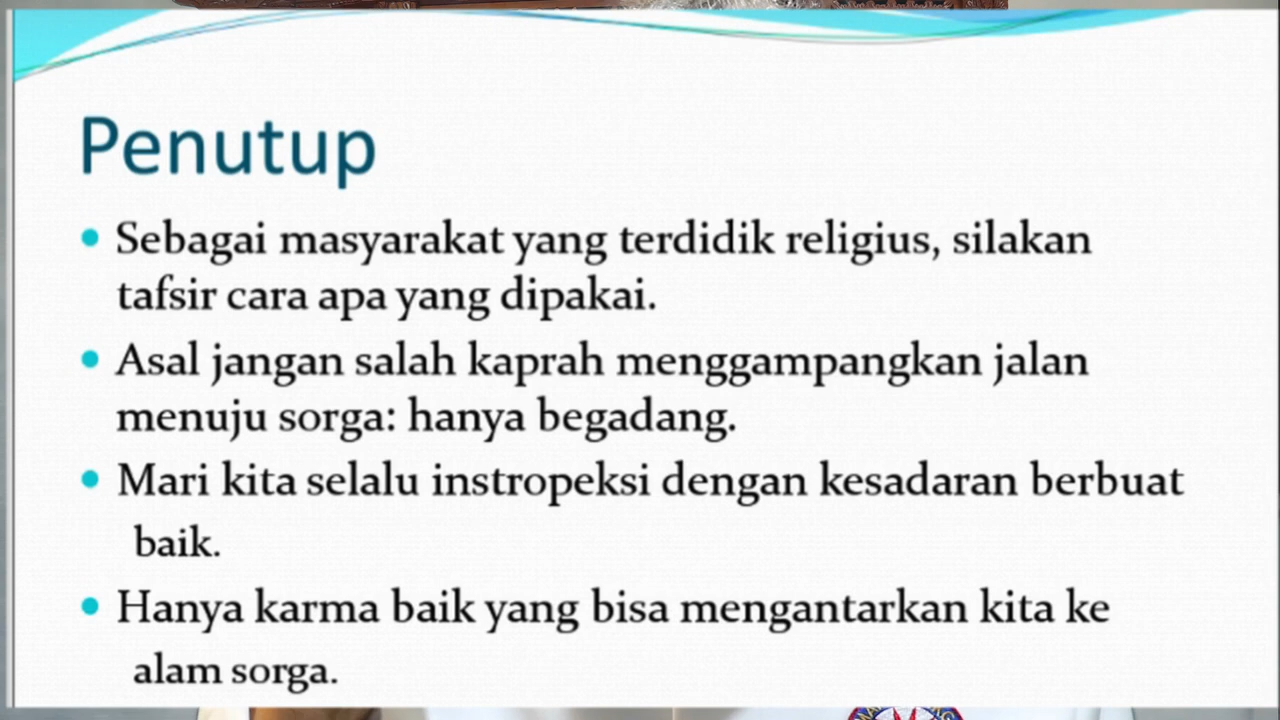 Penutup
Sebagai masyarakat yang terdidik religius, silakan
tafsir cara apa yang dipakai.
Asal jangan salah kaprah menggampangkan jalan
menuju sorga: hanya begadang.
Mari kita selalu instropeksi dengan kesadaran berbuat
baik.
Hanya karma baik yang bisa mengantarkan kita ke
alam sorga.